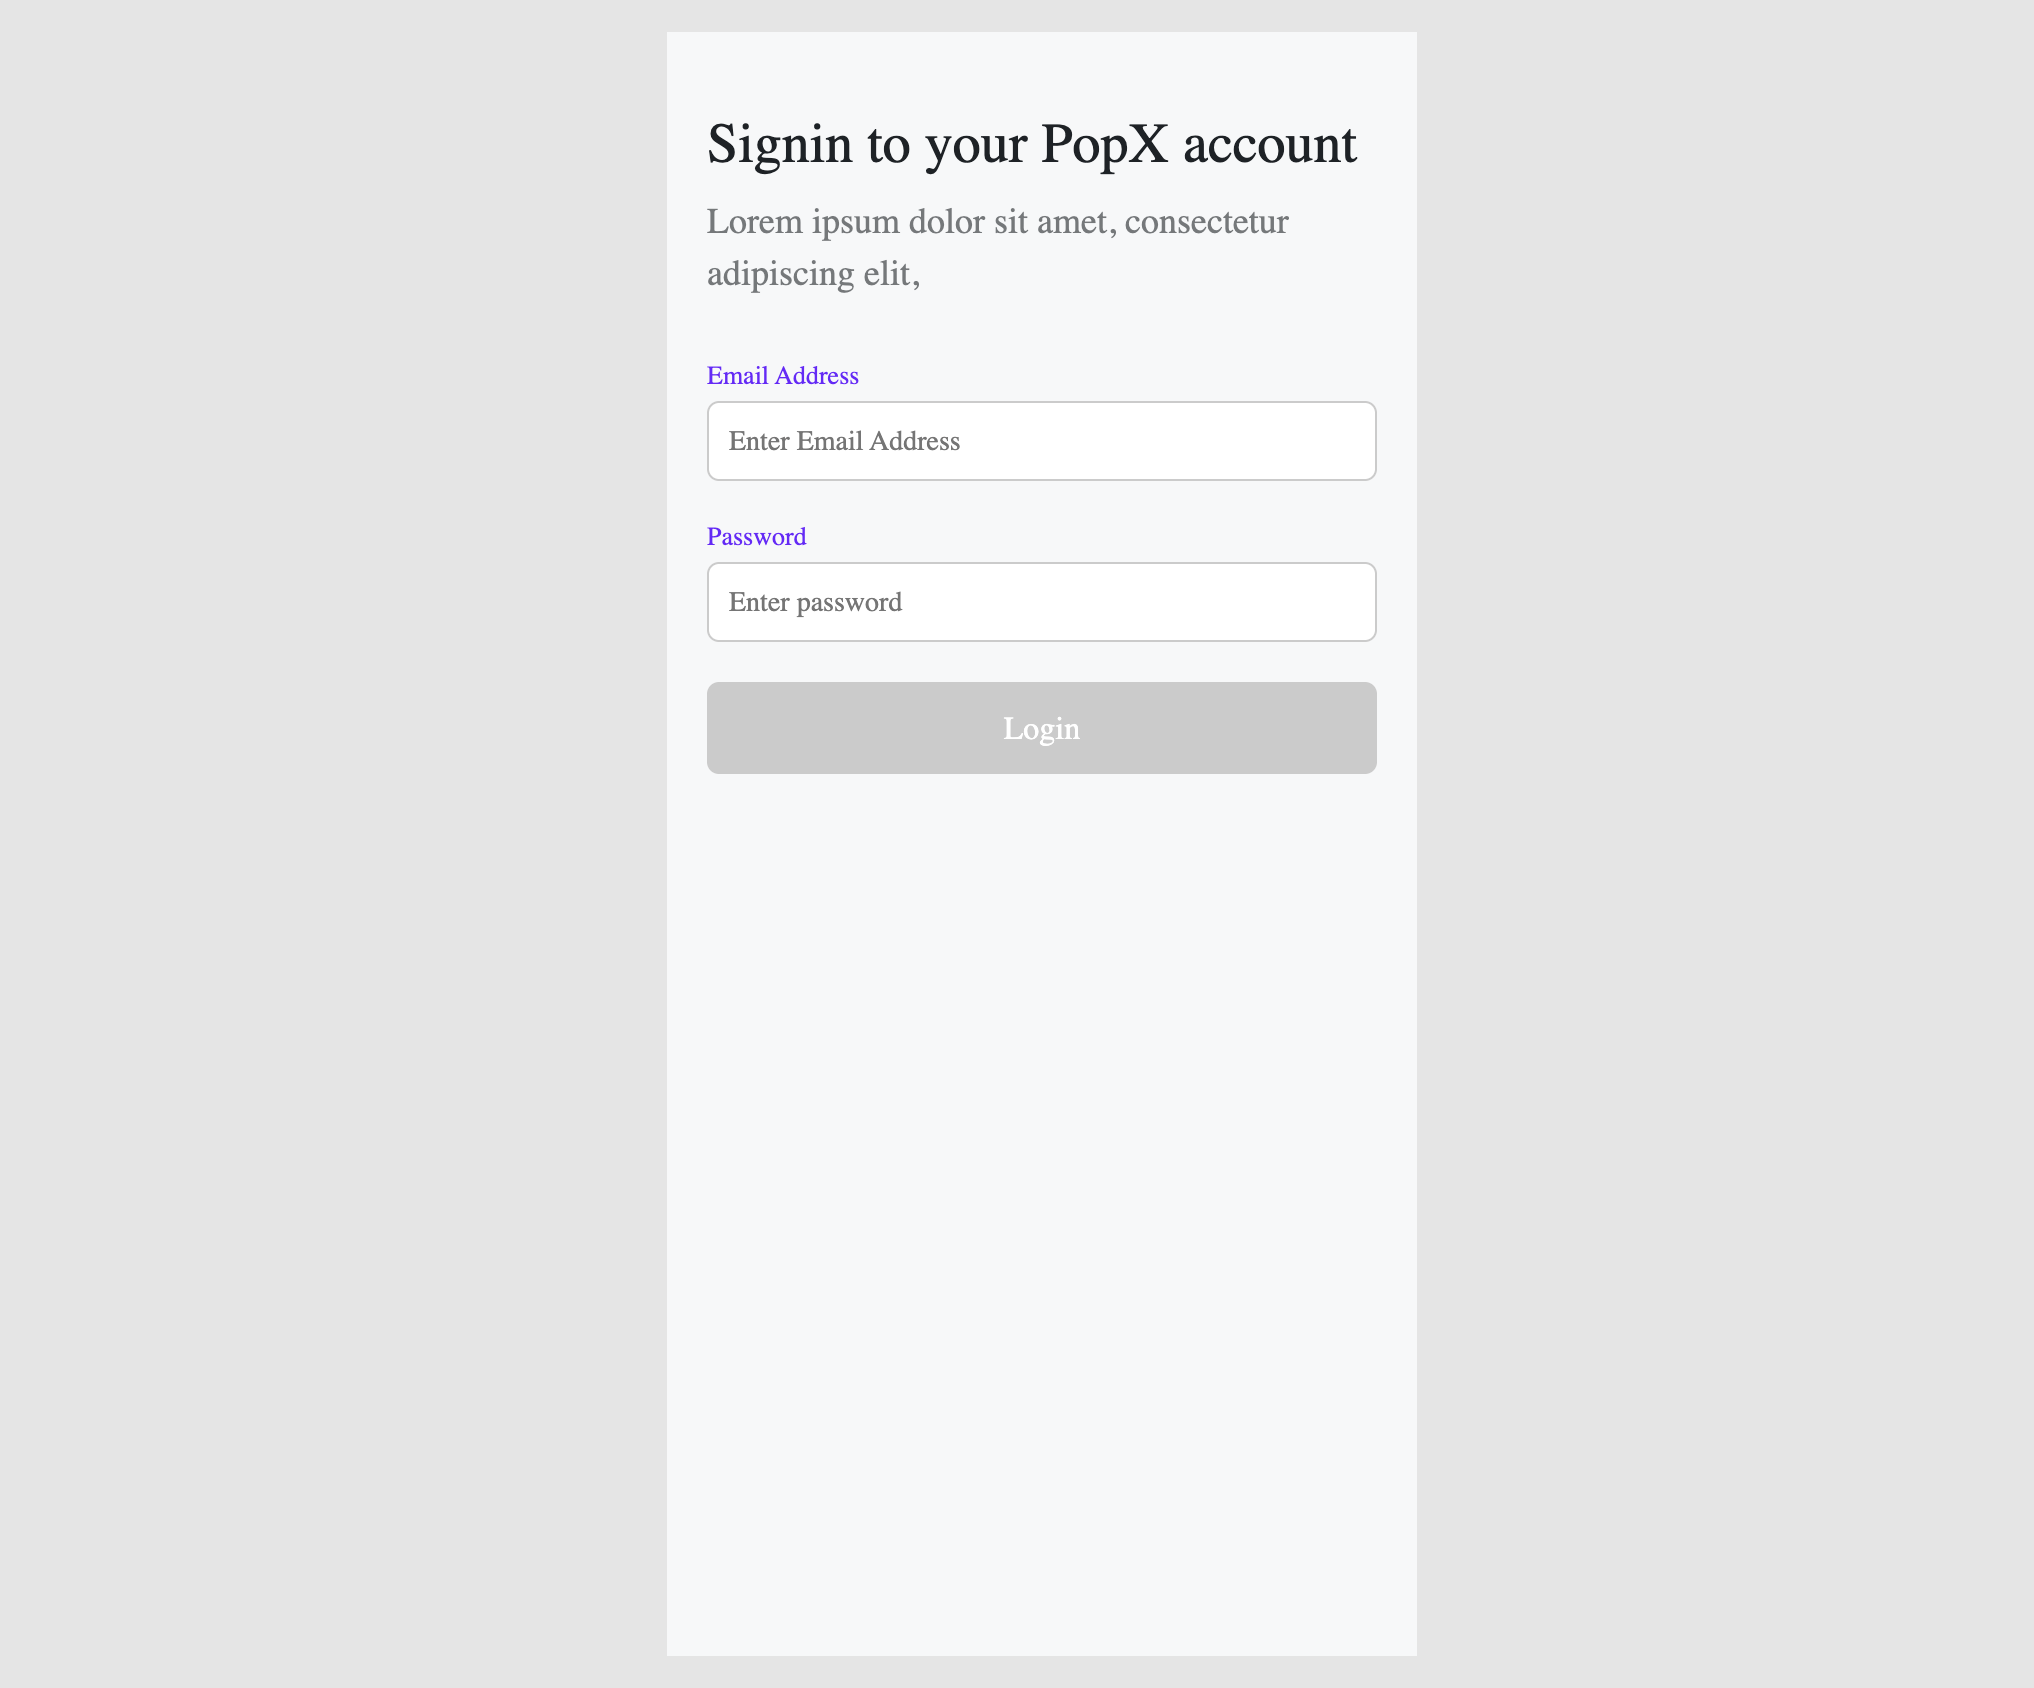 Signin to your PopX account
Lorem ipsum dolor sit amet, consectetur
adipiscing elit,
Email Address
Enter Email Address
Password
Enter password
Login